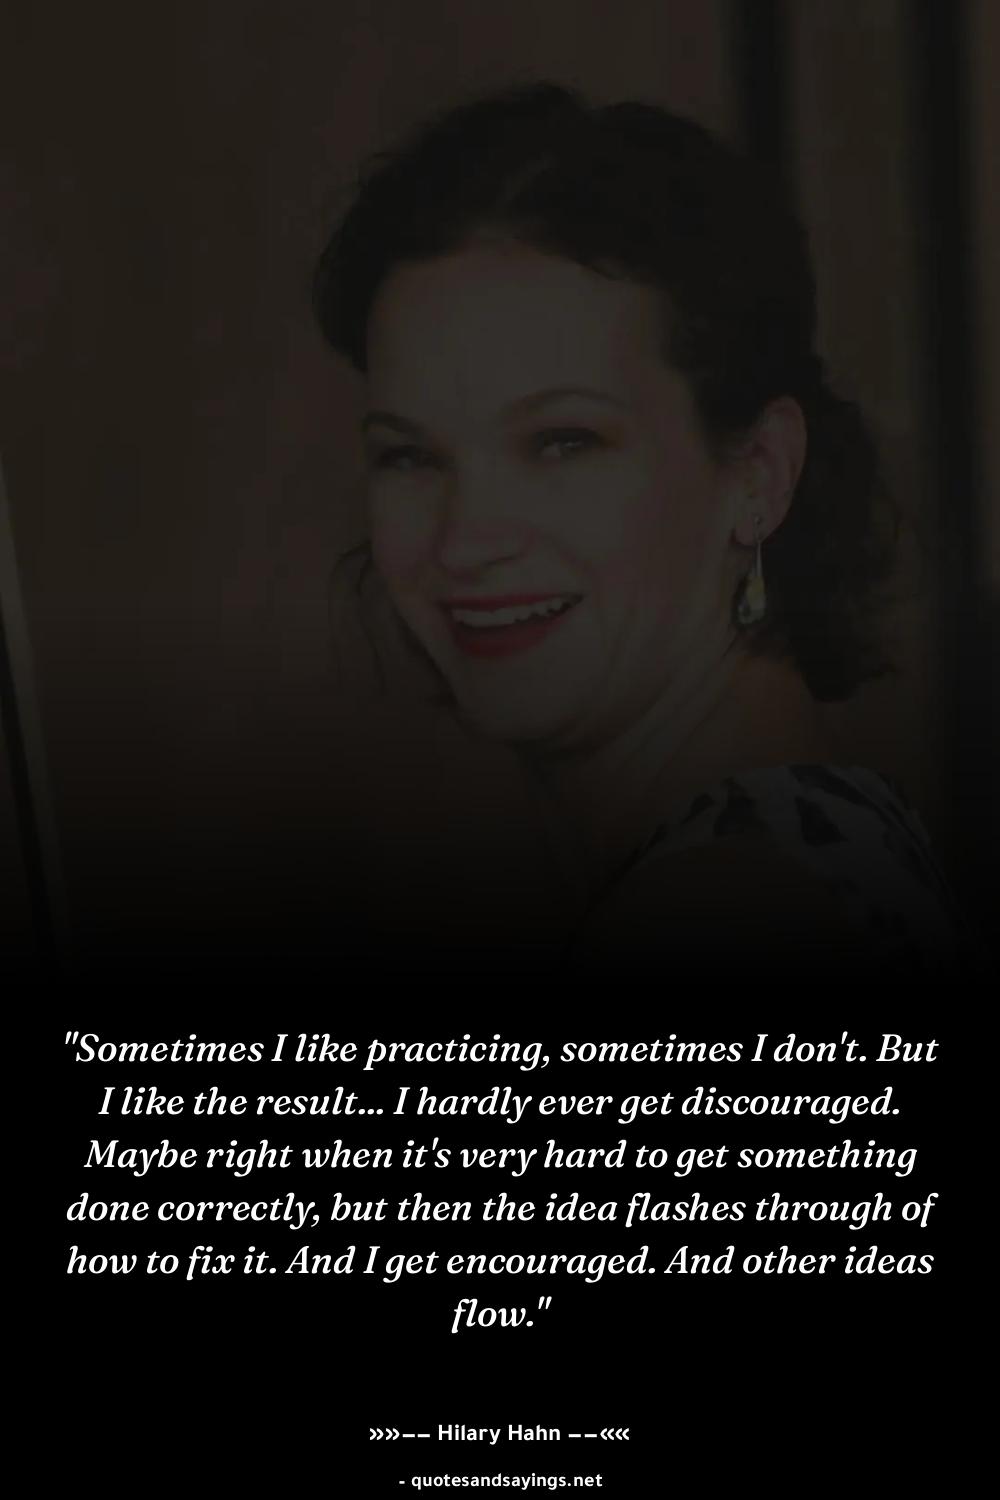 "Sometimes I like practicing, sometimes I don't. But
I like the result... I hardly ever get discouraged.
Maybe right when it's very hard to get something
done correctly, but then the idea flashes through of
how to fix it. And I get encouraged. And other ideas
flow."
»»−− Hilary Hahn −−««
- quotesandsayings.net